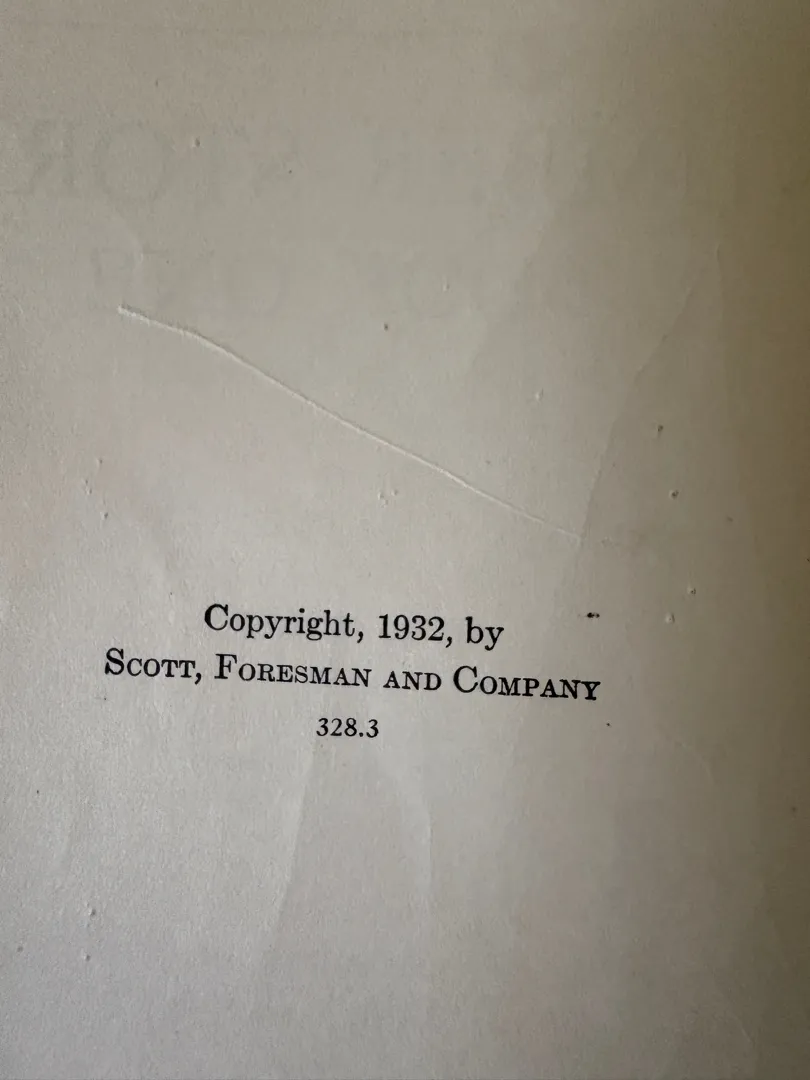 Copyright, 1932, by
SCOTT, FORESMAN AND COMPANY
328.3